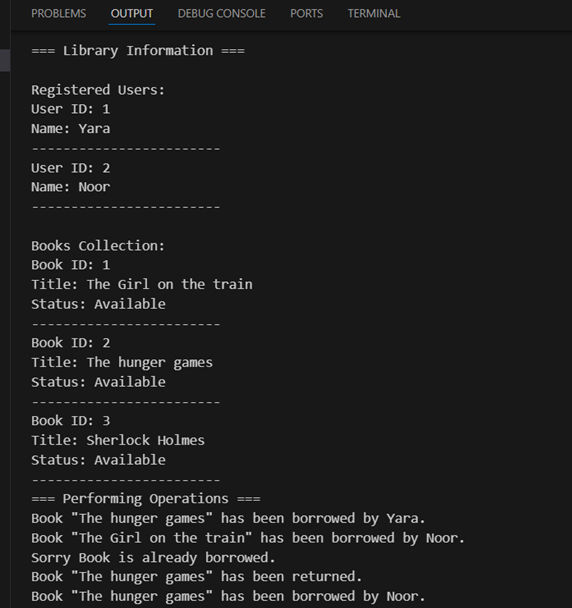 PROBLEMS OUTPUT DEBUG CONSOLE PORTS TERMINAL
=== Library Information ===
Registered Users:
User ID: 1
Name: Yara
------------------------
User ID: 2
Name: Noor
------------------------
Books Collection:
Book ID: 1
Title: The Girl on the train
Status: Available
------------------------
Book ID: 2
Title: The hunger games
Status: Available
------------------------
Book ID: 3
Title: Sherlock Holmes
Status: Available
------------------------
=== Performing Operations ===
Book "The hunger games" has been borrowed by Yara.
Book "The Girl on the train" has been borrowed by Noor.
Sorry Book is already borrowed.
Book "The hunger games" has been returned.
Book "The hunger games" has been borrowed by Noor.